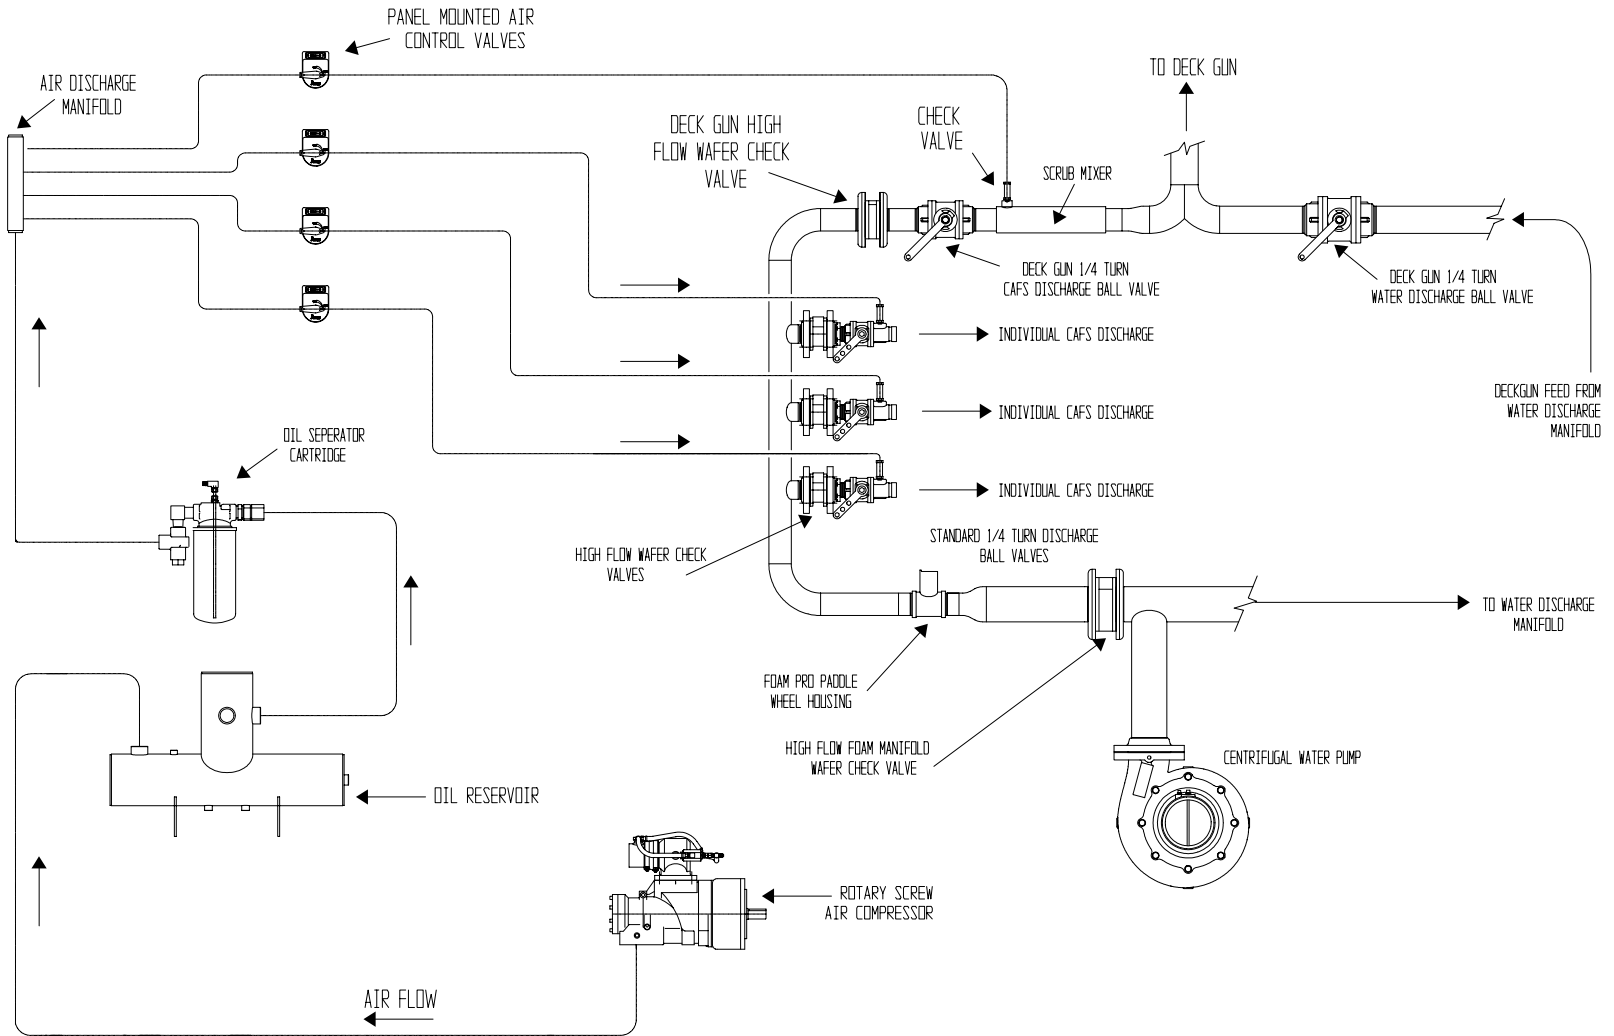 PANEL MOUNTED AIR
CONTROL VALVES
AIR DISCHARGE
MANIFOLD
TO DECK GUN
DECK GUN HIGH
FLOW WAFER CHECK
VALVE
CHECK
VALVE
SCRUB MIXER
DECK GUN 1/4 TURN
CAFS DISCHARGE BALL VALVE
DECK GUN 1/4 TURN
WATER DISCHARGE BALL VALVE
INDIVIDUAL CAFS DISCHARGE
INDIVIDUAL CAFS DISCHARGE
INDIVIDUAL CAFS DISCHARGE
DECKGUN FEED FROM
WATER DISCHARGE
MANIFOLD
OIL SEPERATOR
CARTRIDGE
HIGH FLOW WAFER CHECK
VALVES
STANDARD 1/4 TURN DISCHARGE
BALL VALVES
TO WATER DISCHARGE
MANIFOLD
FOAM PRO PADDLE
WHEEL HOUSING
HIGH FLOW FOAM MANIFOLD
WAFER CHECK VALVE
CENTRIFUGAL WATER PUMP
OIL RESERVOIR
ROTARY SCREW
AIR COMPRESSOR
AIR FLOW